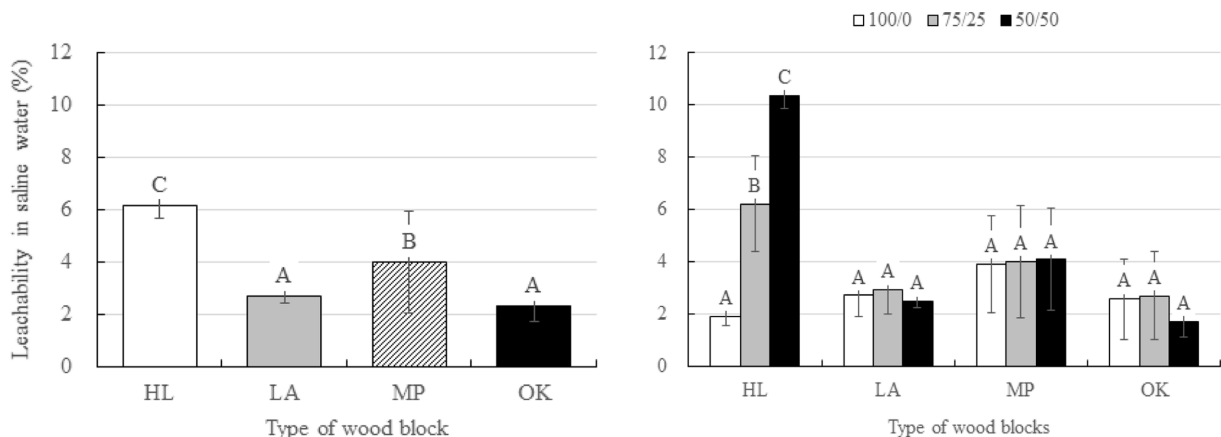 100/0 75/25 50/50
Leachability in saline water (%)
12
10
8
6
4
2
0
C
A
B
A
HL LA MP OK
Type of wood block
12
10
8
6
4
2
0
A B C
A A A
A A A
A A A
HL LA MP OK
Type of wood blocks